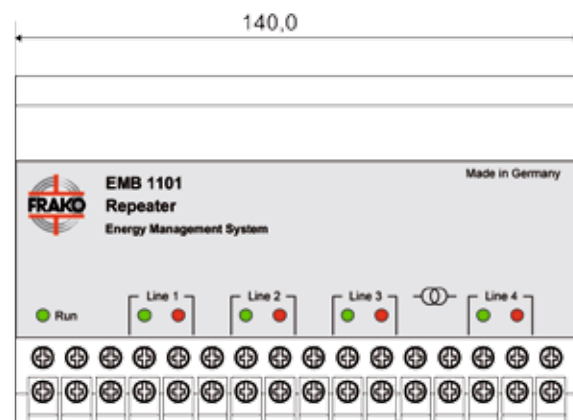 140,0
Made in Germany
FRAKO
EMB 1101
Repeater
Energy Management System
Run
Line 1
Line 2
Line 3
Line 4